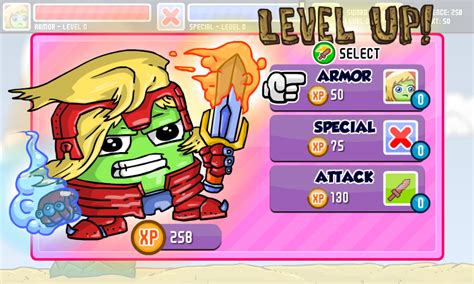 ARMOR - LEVEL 0
SPECIAL - LEVEL 0
LEVEL UP!
SELECT
ARMOR
XP 50
0
SPECIAL
XP 75
0
ATTACK
XP 130
0
XP 258